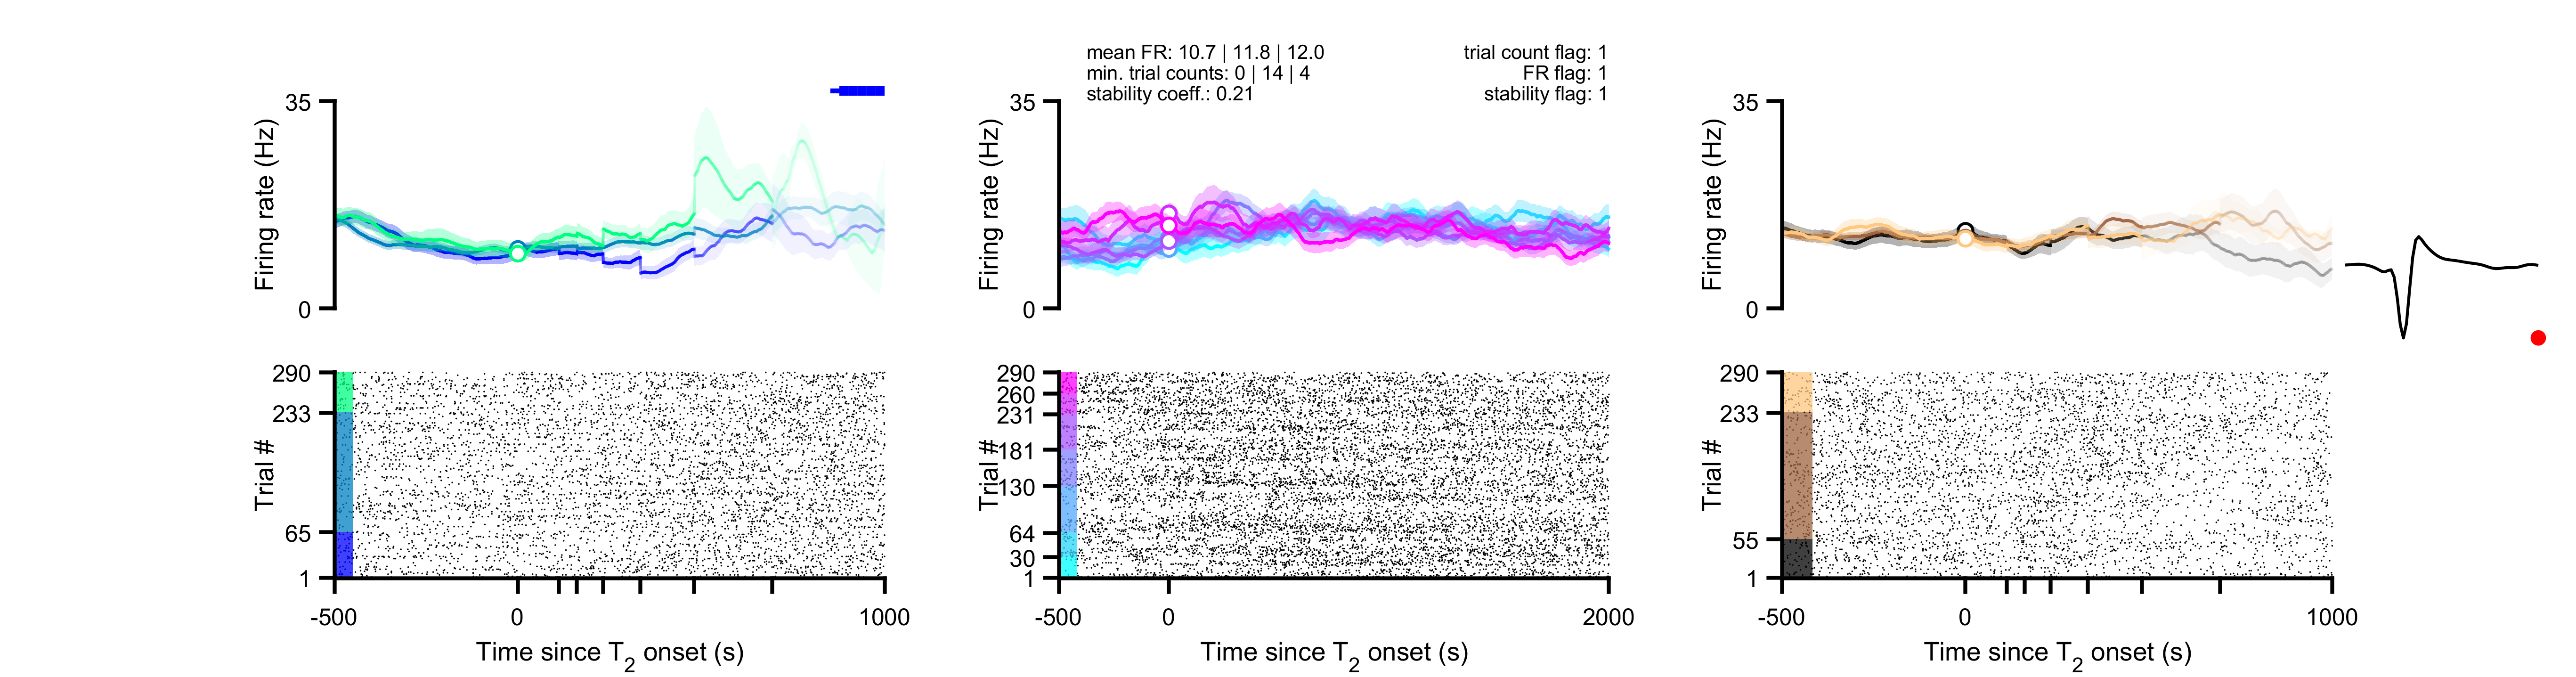 mean FR: 10.7 | 11.8 | 12.0
min. trial counts: 0 | 14 | 4
stability coeff.: 0.21
trial count flag: 1
FR flag: 1
stability flag: 1
35
0
Firing rate (Hz)
290
233
65
1
Trial #
-500
0
1000
Time since T2 onset (s)
35
0
Firing rate (Hz)
290
260
231
181
130
64
30
1
Trial #
-500
0
2000
Time since T2 onset (s)
35
0
Firing rate (Hz)
290
233
55
1
Trial #
-500
0
1000
Time since T2 onset (s)